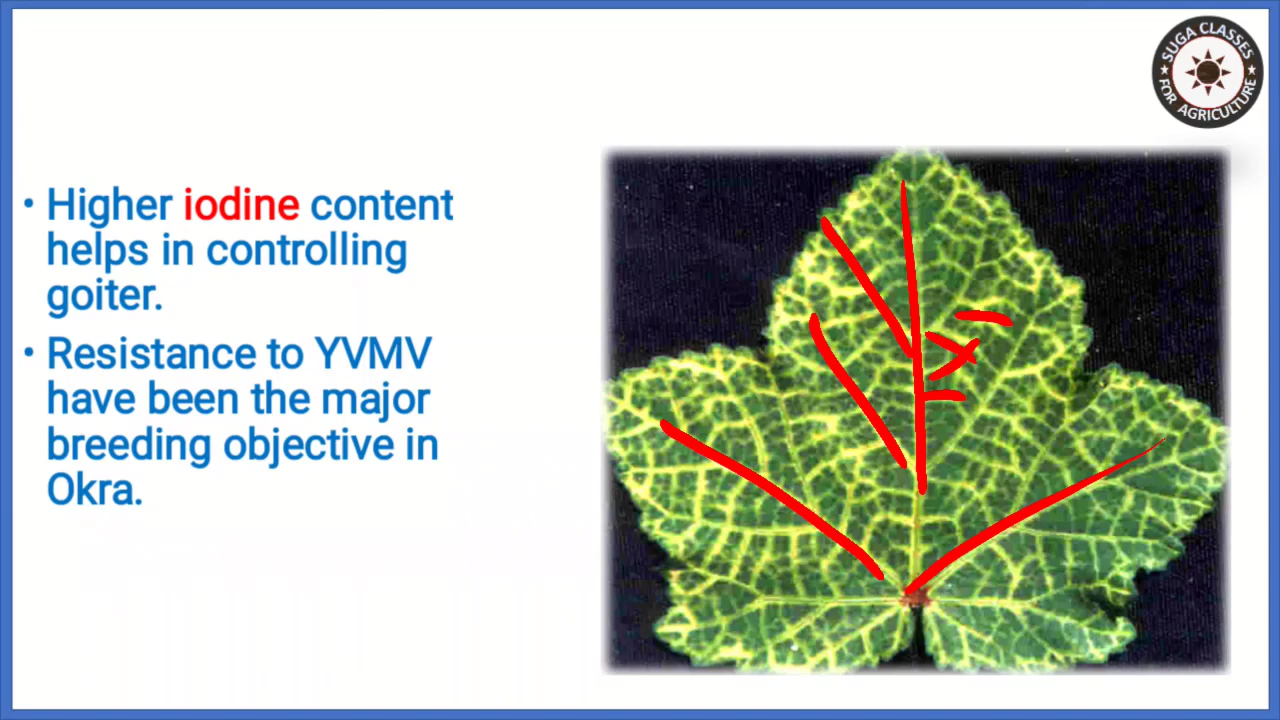 SUGA CLASSES
FOR AGRICULTURE
• Higher iodine content
helps in controlling
goiter.
• Resistance to YVMV
have been the major
breeding objective in
Okra.